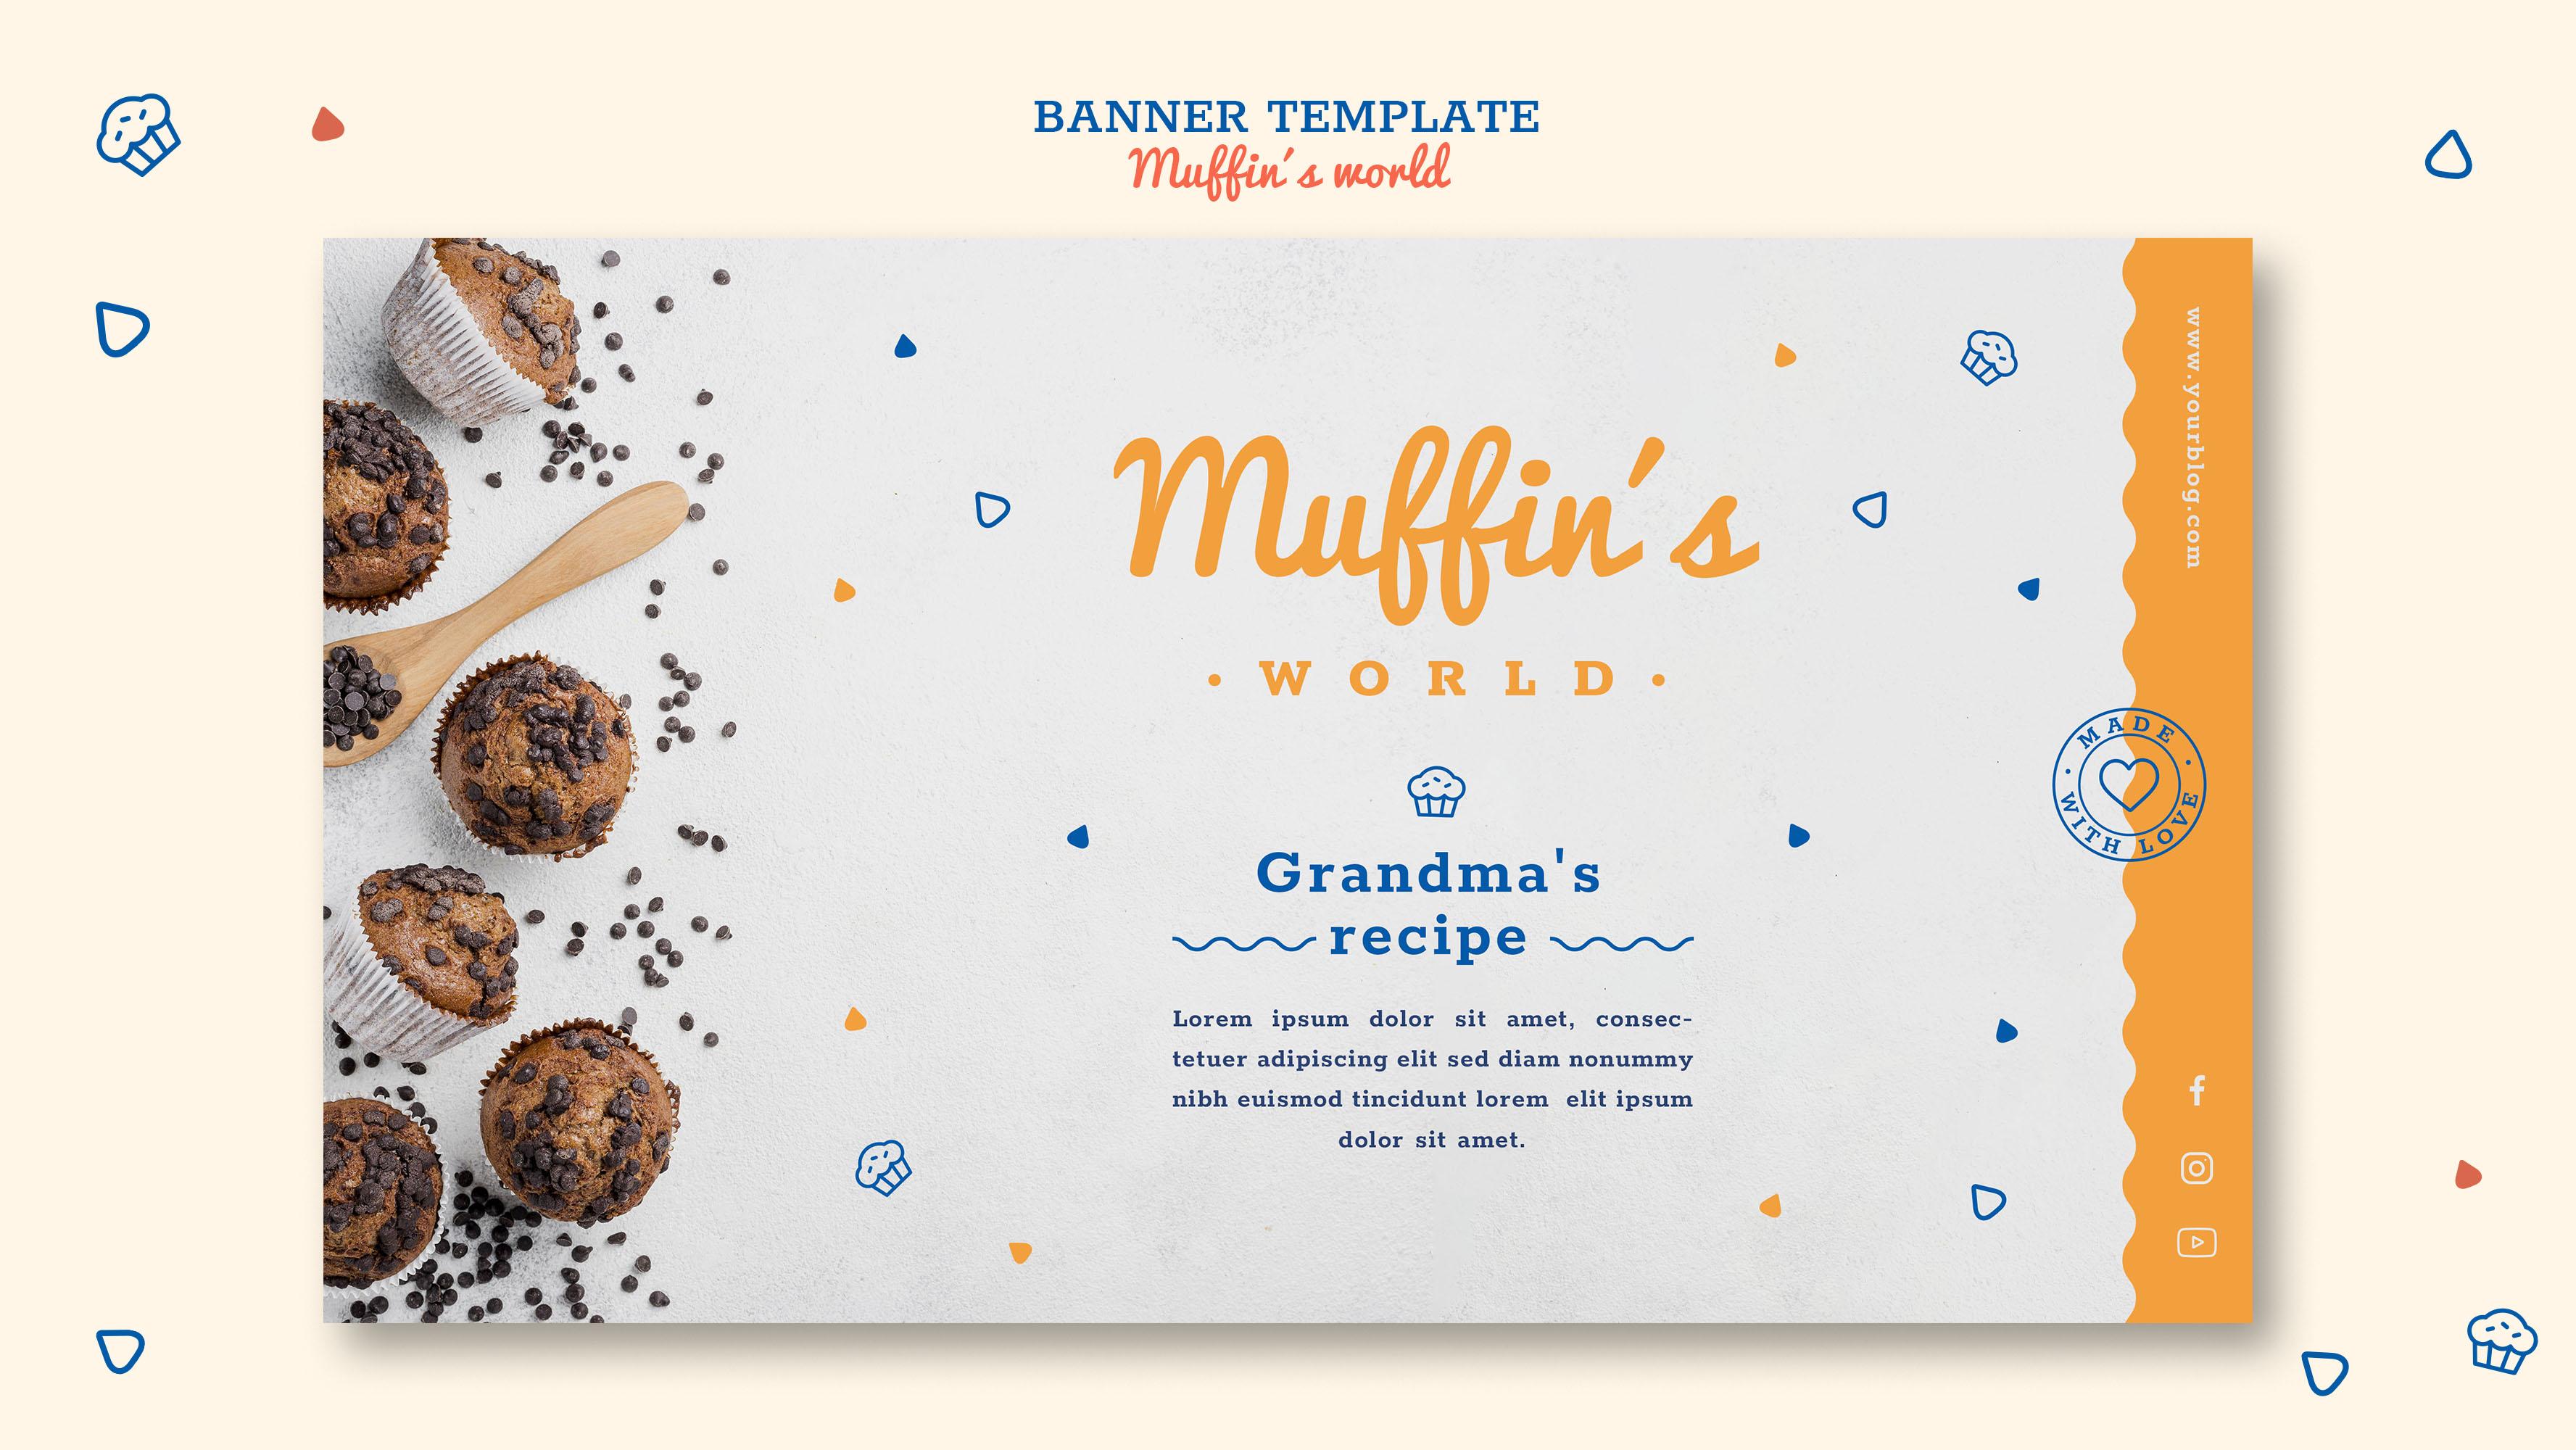 BANNER TEMPLATE
Muffin's world
Muffin's
• WORLD •
Grandma's
recipe
Lorem ipsum dolor sit amet, consec-
tetuer adipiscing elit sed diam nonummy
nibh euismod tincidunt lorem elit ipsum
dolor sit amet.
www.yourblog.com
MADE
• WITH LOVE •